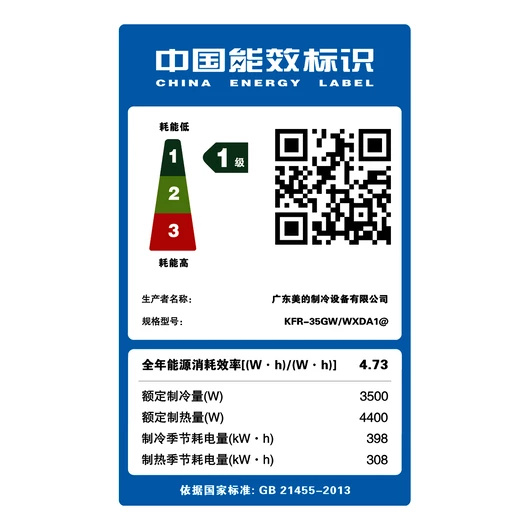 中国能效标识
CHINA ENERGY LABEL
耗能低
1
2
3
耗能高
1级
生产者名称: 广东美的制冷设备有限公司
规格型号: KFR-35GW/WXDA1@
全年能源消耗效率[(W·h)/(W·h)] 4.73
额定制冷量(W) 3500
额定制热量(W) 4400
制冷季节耗电量(kW·h) 398
制热季节耗电量(kW·h) 308
依据国家标准: GB 21455-2013